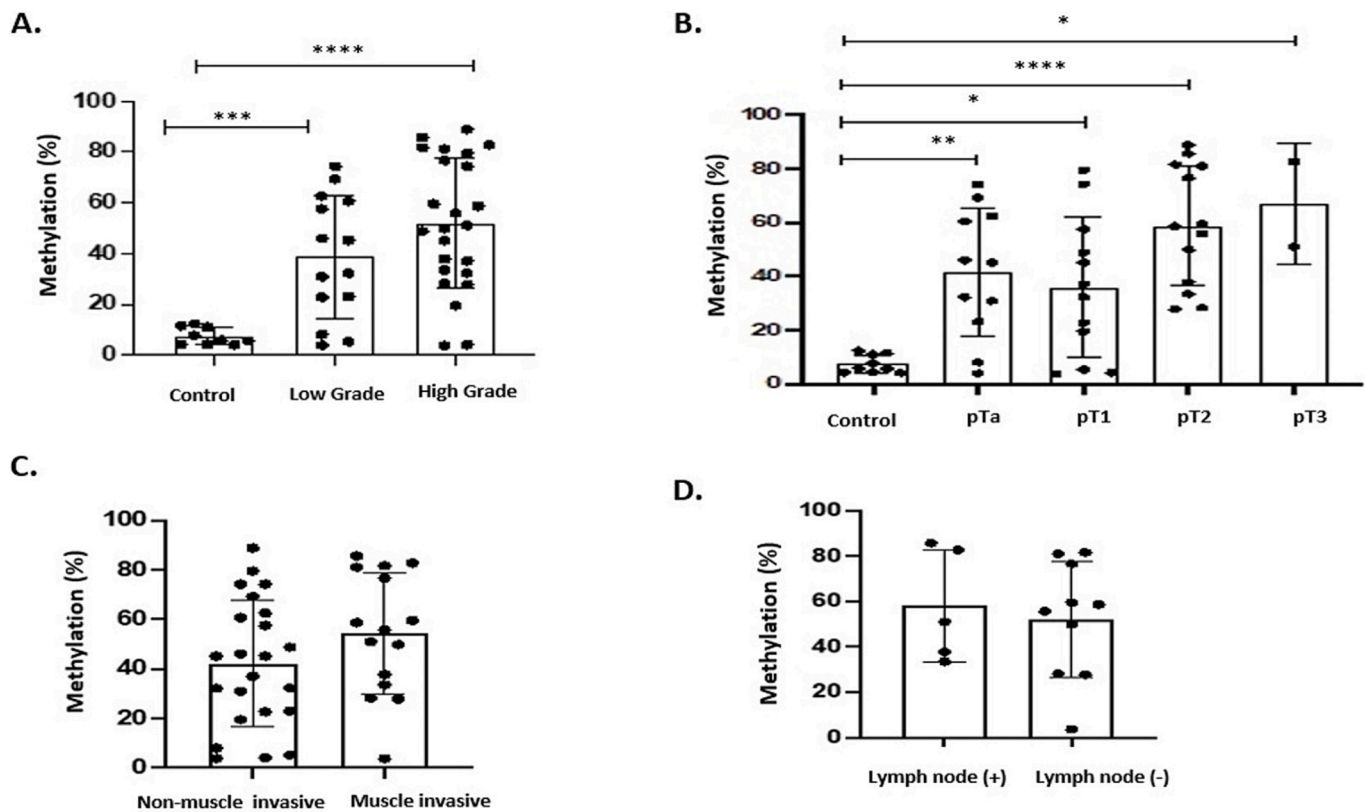 A.
****
***
100
80
60
40
20
0
Methylation (%)
Control
Low Grade
High Grade
B.
*
****
*
**
100
80
60
40
20
0
Methylation (%)
Control
pTa
pT1
pT2
pT3
C.
100
80
60
40
20
0
Methylation (%)
Non-muscle invasive
Muscle invasive
D.
100
80
60
40
20
0
Methylation (%)
Lymph node (+)
Lymph node (-)